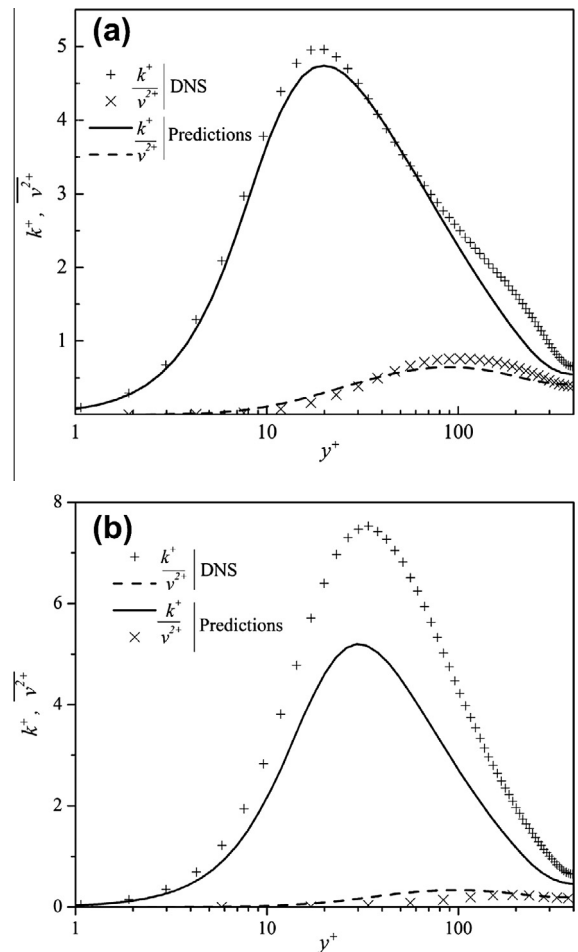 (a)
5
4
3
2
1
k⁺, v²⁺
+ k⁺
× v²⁺
DNS
k⁺
v²⁺
Predictions
1
10
100
y⁺
(b)
8
6
4
2
0
k⁺, v²⁺
+ k⁺
v²⁺
DNS
k⁺
× v²⁺
Predictions
1
10
100
y⁺